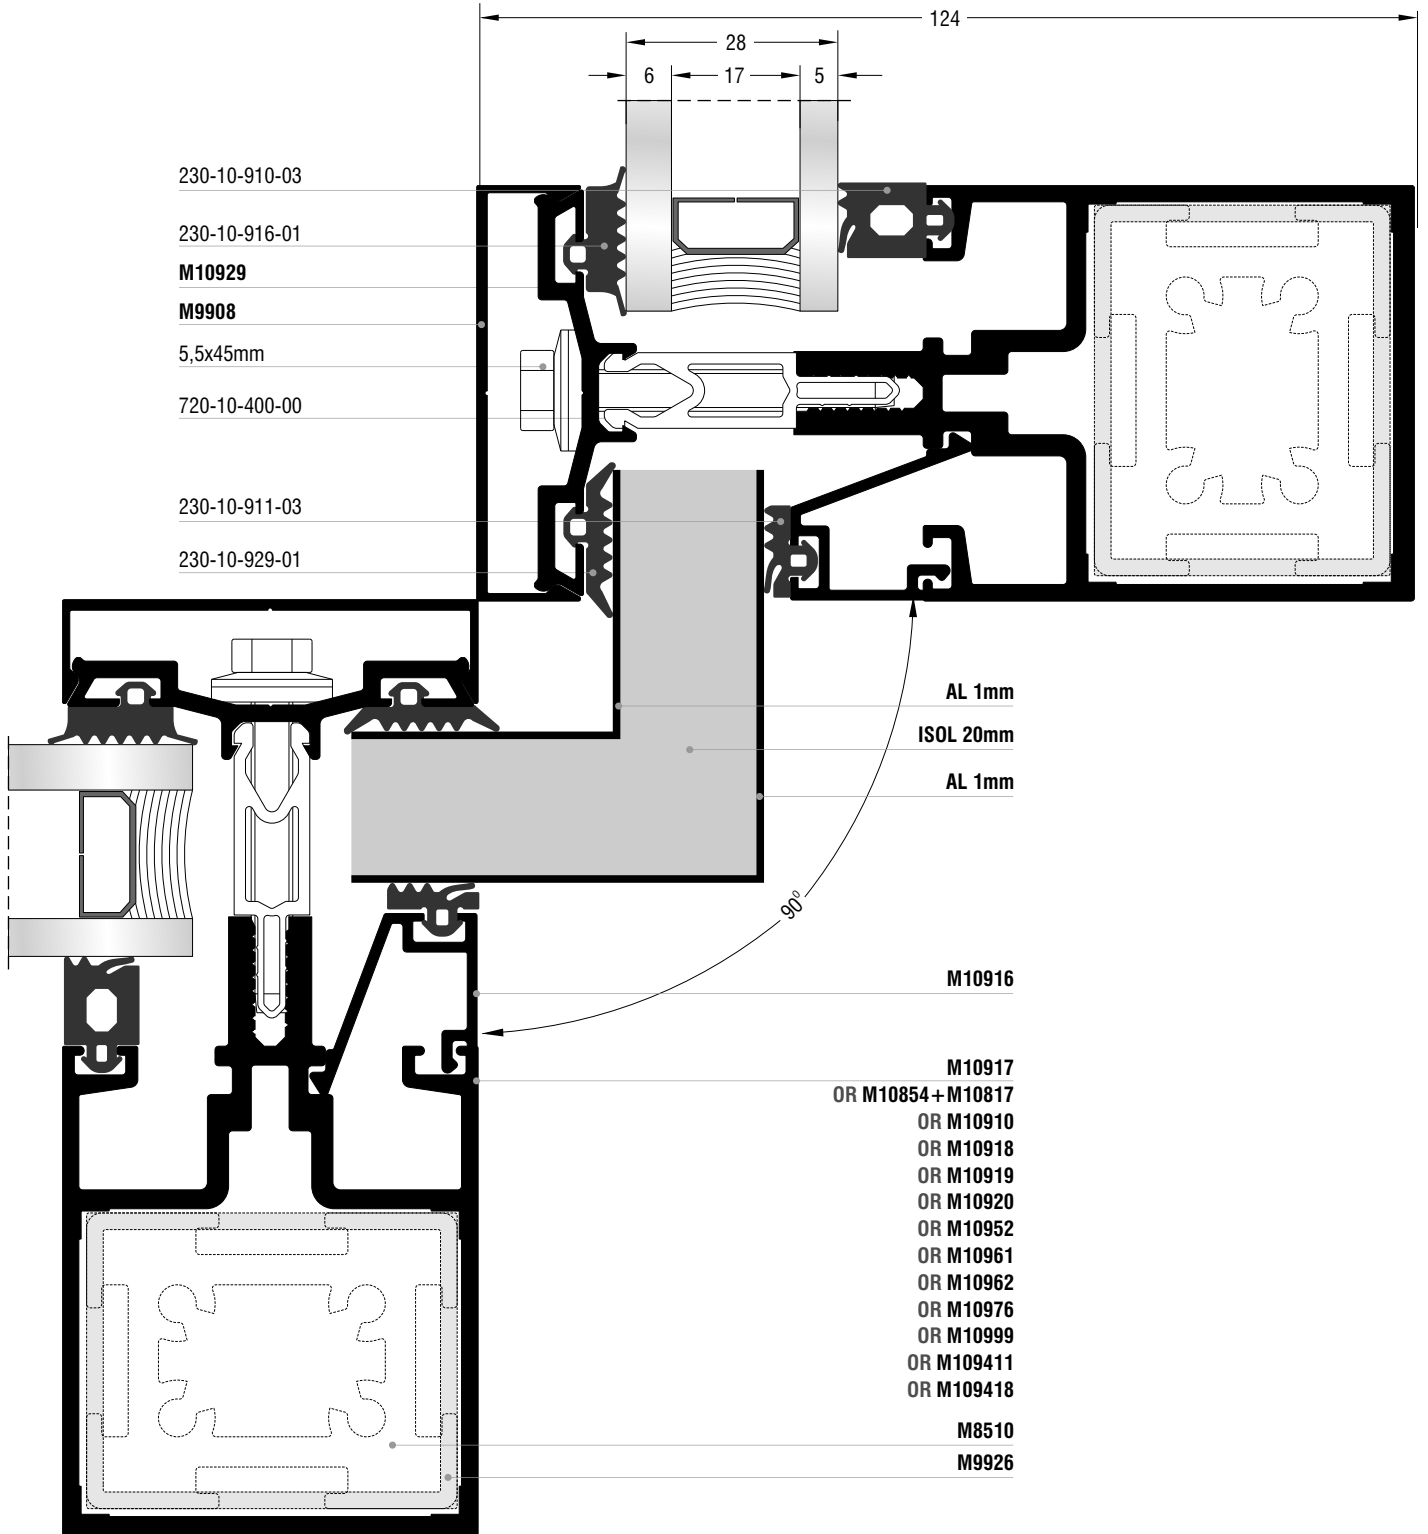 124
28
6
17
5
230-10-910-03
230-10-916-01
M10929
M9908
5,5x45mm
720-10-400-00
230-10-911-03
230-10-929-01
AL 1mm
ISOL 20mm
AL 1mm
90⁰
M10916
M10917
OR M10854+M10817
OR M10910
OR M10918
OR M10919
OR M10920
OR M10952
OR M10961
OR M10962
OR M10976
OR M10999
OR M109411
OR M109418
M8510
M9926